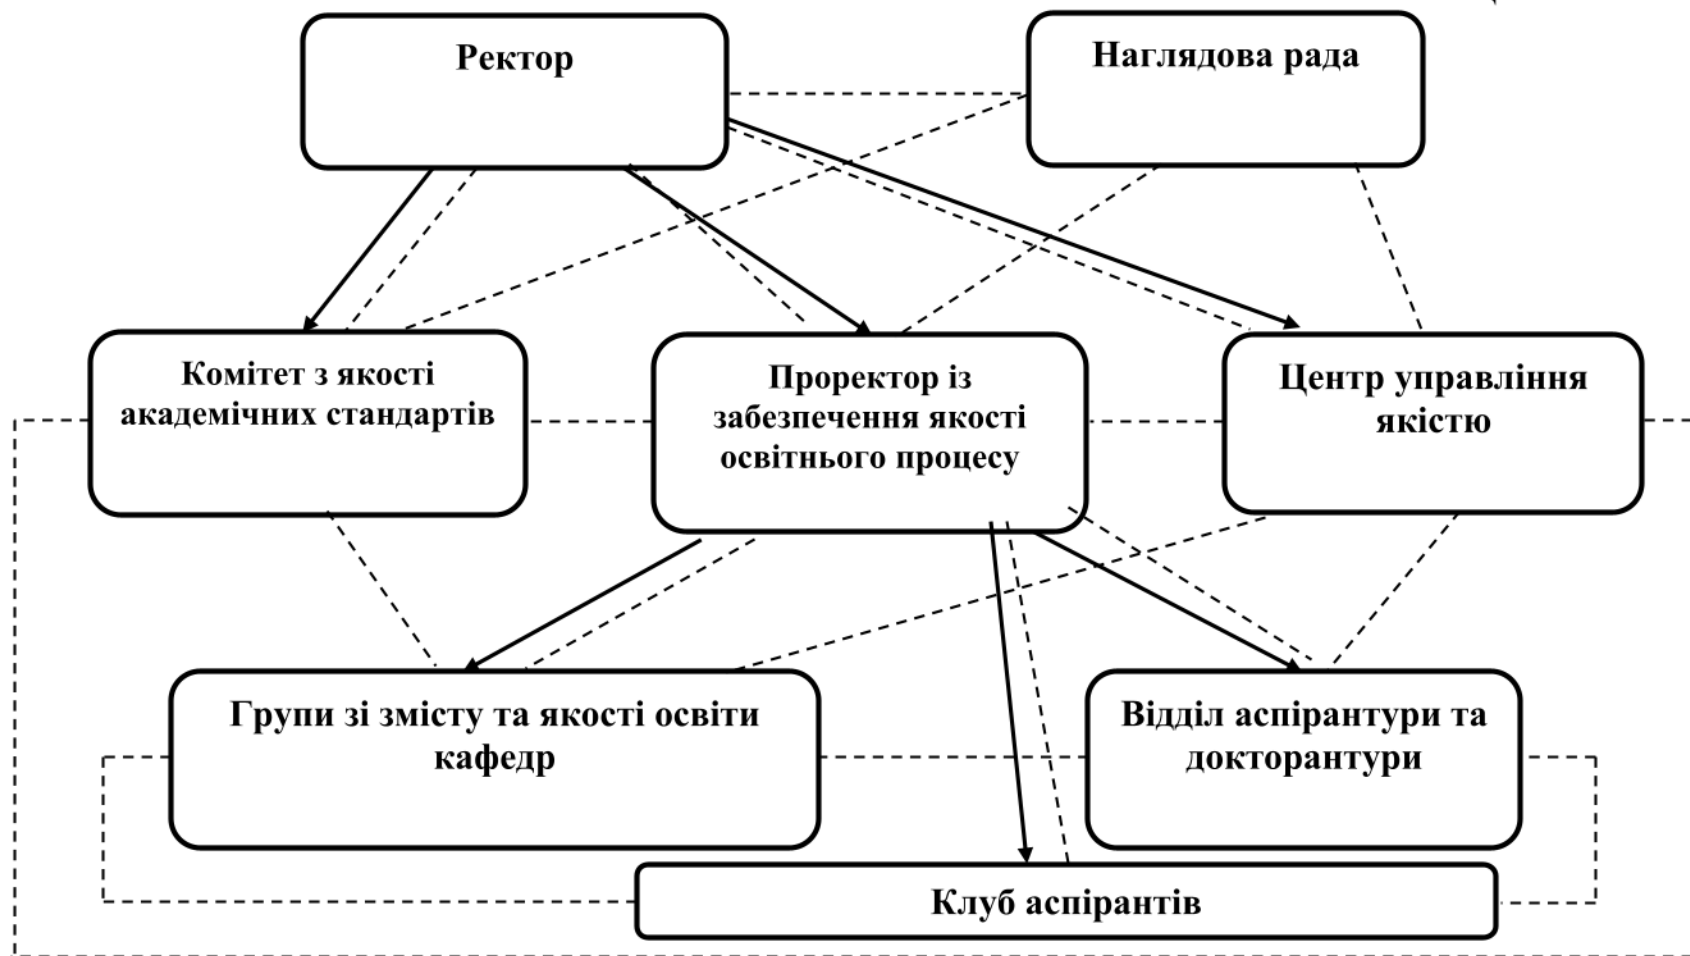 Ректор
Наглядова рада
Комітет з якості
академічних стандартів
Проректор із
забезпечення якості
освітнього процесу
Центр управління
якістю
Групи зі змісту та якості освіти
кафедр
Відділ аспірантури та
докторантури
Клуб аспірантів